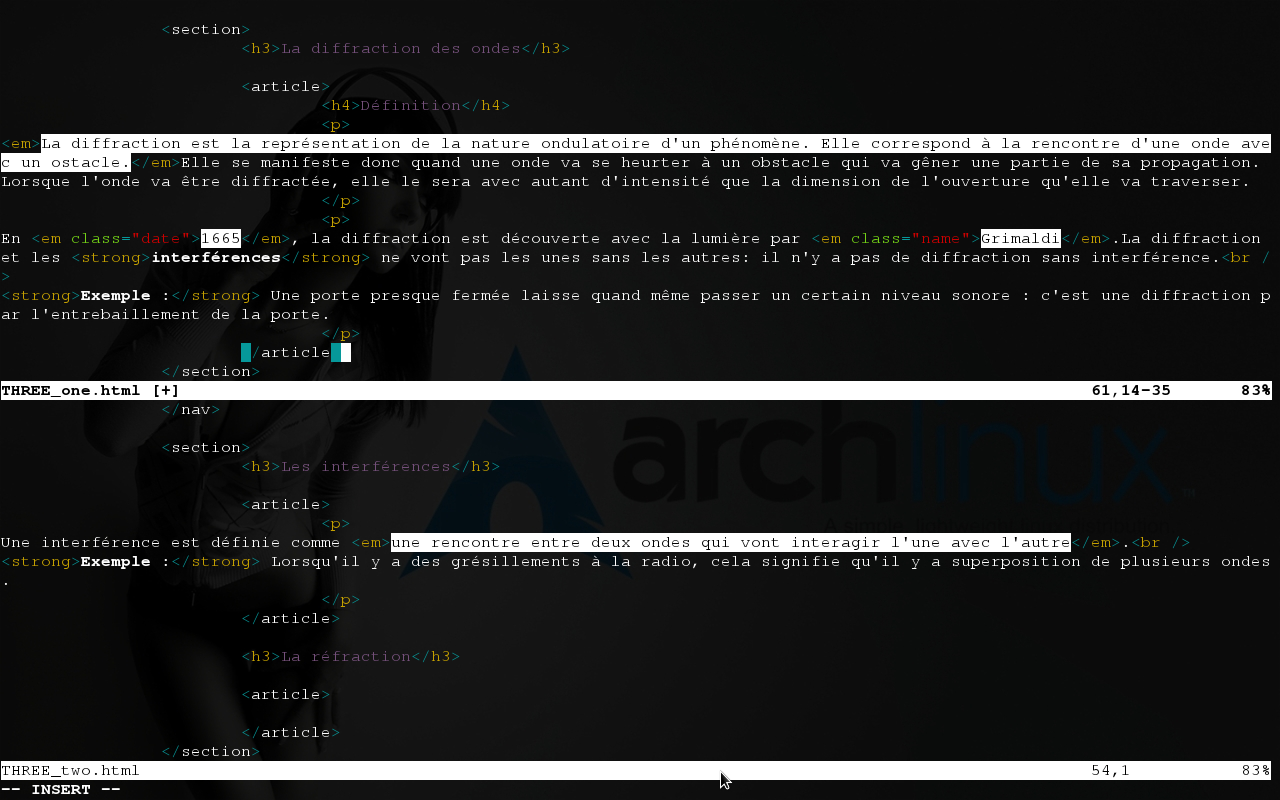 <section>
<h3>La diffraction des ondes</h3>
<article>
<h4>Définition</h4>
<p>
<em>La diffraction est la représentation de la nature ondulatoire d'un phénomène. Elle correspond à la rencontre d'une onde ave
c un ostacle.</em>Elle se manifeste donc quand une onde va se heurter à un obstacle qui va gêner une partie de sa propagation.
Lorsque l'onde va être diffractée, elle le sera avec autant d'intensité que la dimension de l'ouverture qu'elle va traverser.
</p>
<p>
En <em class="date">1665</em>, la diffraction est découverte avec la lumière par <em class="name">Grimaldi</em>.La diffraction
et les <strong>interférences</strong> ne vont pas les unes sans les autres: il n'y a pas de diffraction sans interférence.<br /
>
<strong>Exemple :</strong> Une porte presque fermée laisse quand même passer un certain niveau sonore : c'est une diffraction p
ar l'entrebaillement de la porte.
</p>
</article>
</section>
THREE_one.html [+] 61,14-35 83%
</nav>
<section>
<h3>Les interférences</h3>
<article>
<p>
Une interférence est définie comme <em>une rencontre entre deux ondes qui vont interagir l'une avec l'autre</em>.<br />
<strong>Exemple :</strong> Lorsqu'il y a des grésillements à la radio, cela signifie qu'il y a superposition de plusieurs ondes
.
</p>
</article>
<h3>La réfraction</h3>
<article>
</article>
</section>
THREE_two.html 54,1 83%
-- INSERT --
archlinux